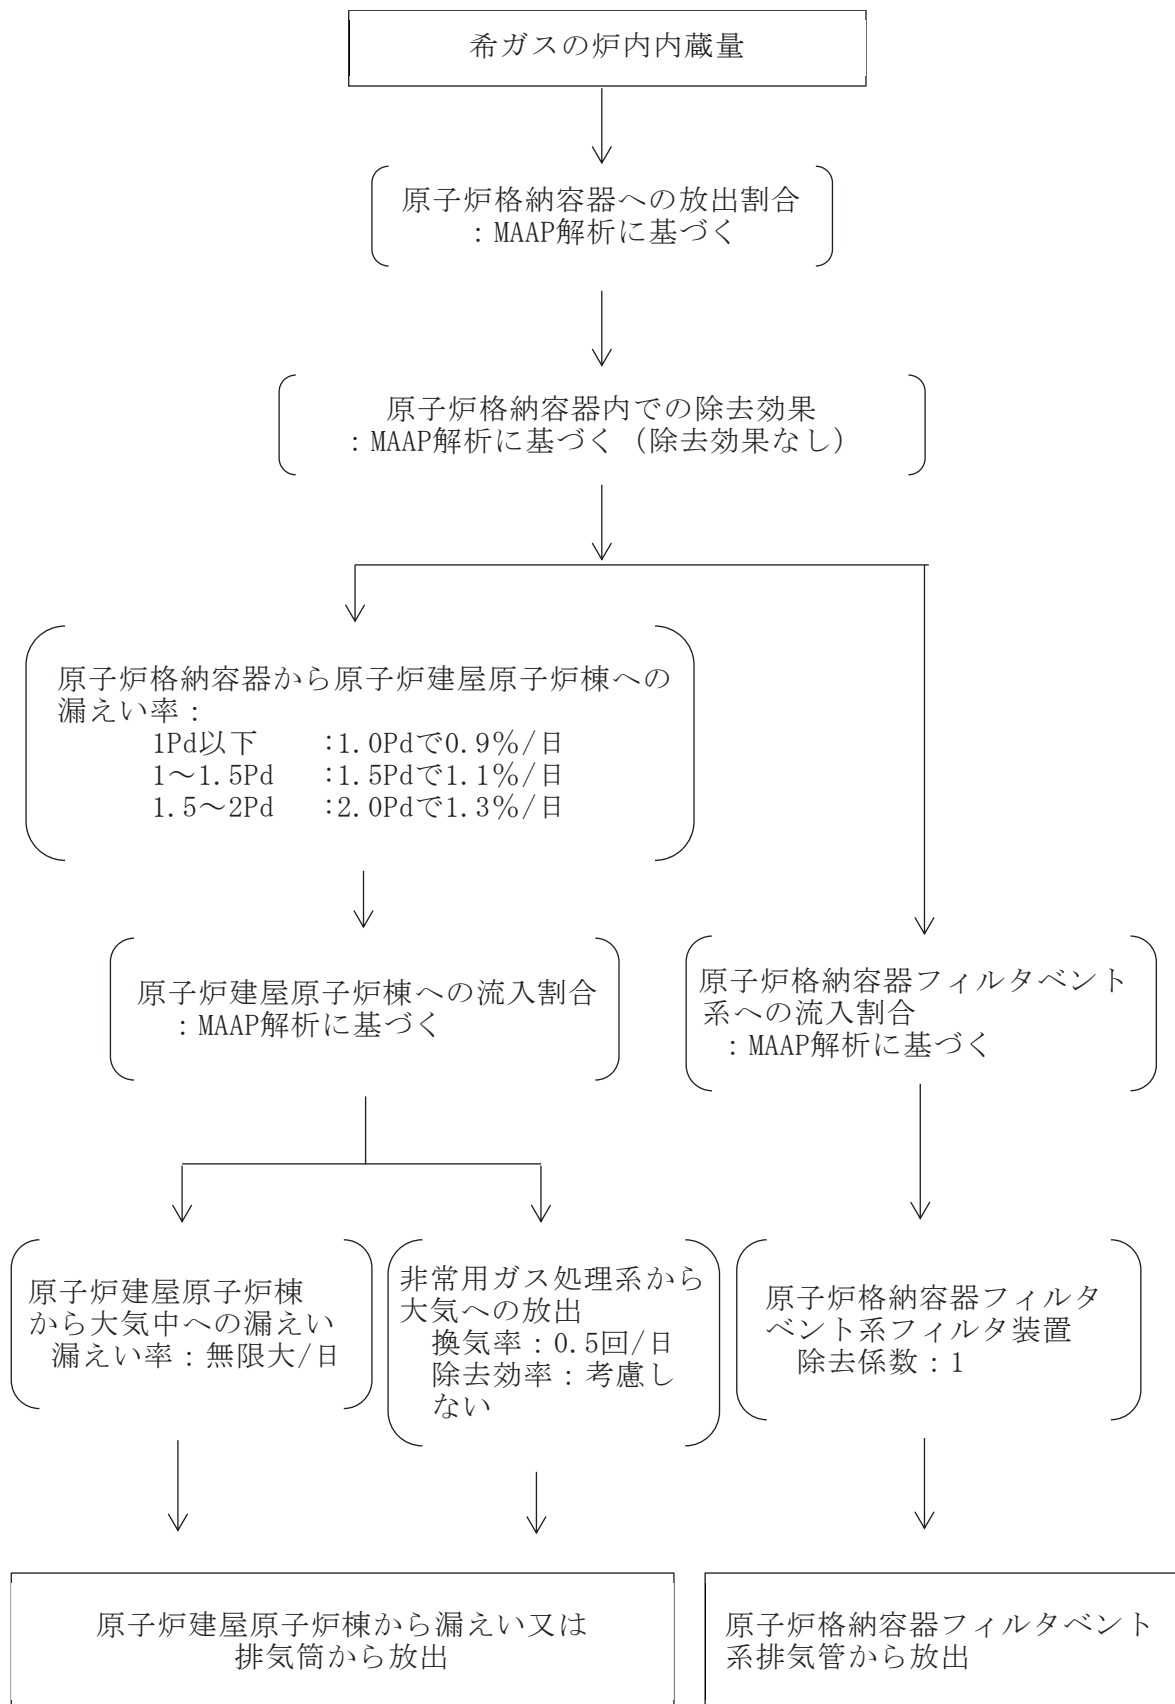 希ガスの炉内内蔵量
原子炉格納容器への放出割合
：MAAP解析に基づく
原子炉格納容器内での除去効果
：MAAP解析に基づく（除去効果なし）
原子炉格納容器から原子炉建屋原子炉棟への
漏えい率：
1Pd以下　：1.0Pdで0.9％/日
1～1.5Pd　：1.5Pdで1.1％/日
1.5～2Pd　：2.0Pdで1.3％/日
原子炉建屋原子炉棟への流入割合
：MAAP解析に基づく
原子炉格納容器フィルタベント
系への流入割合
：MAAP解析に基づく
原子炉建屋原子炉棟
から大気中への漏えい
漏えい率：無限大/日
非常用ガス処理系から
大気への放出
換気率：0.5回/日
除去効率：考慮し
ない
原子炉格納容器フィルタ
ベント系フィルタ装置
除去係数：1
原子炉建屋原子炉棟から漏えい又は
排気筒から放出
原子炉格納容器フィルタベント
系排気管から放出